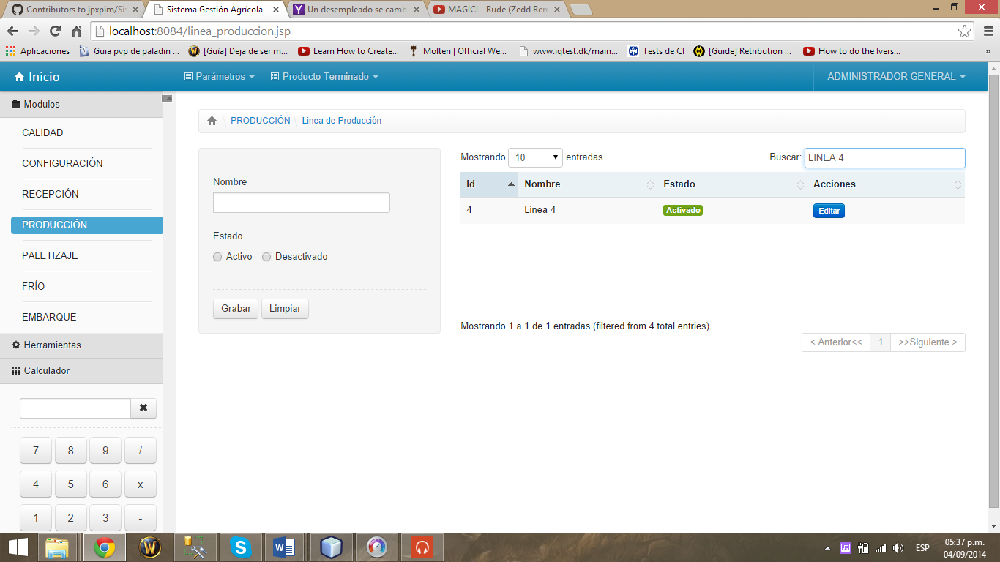 Contributors to jpxpim/Sis
Sistema Gestión Agrícola
Un desempleado se camb
MAGIC! - Rude (Zedd Rem
localhost:8084/linea_produccion.jsp
Aplicaciones
Guia pvp de paladin ...
[Guía] Deja de ser m...
Learn How to Create...
Molten | Official We...
www.iqtest.dk/main...
Tests de CI
[Guide] Retribution ...
How to do the Ivers...
»
Inicio
Parámetros
Producto Terminado
ADMINISTRADOR GENERAL
Modulos
CALIDAD
CONFIGURACIÓN
RECEPCIÓN
PRODUCCIÓN
PALETIZAJE
FRÍO
EMBARQUE
Herramientas
Calculador
7 8 9 /
4 5 6 x
1 2 3 -
PRODUCCIÓN
Linea de Producción
Nombre
Estado
Activo
Desactivado
Grabar
Limpiar
Mostrando 10 entradas
Buscar: LINEA 4
Id Nombre Estado Acciones
4 Linea 4 Activado Editar
Mostrando 1 a 1 de 1 entradas (filtered from 4 total entries)
< Anterior<< 1 >>Siguiente >
ESP
05:37 p.m.
04/09/2014